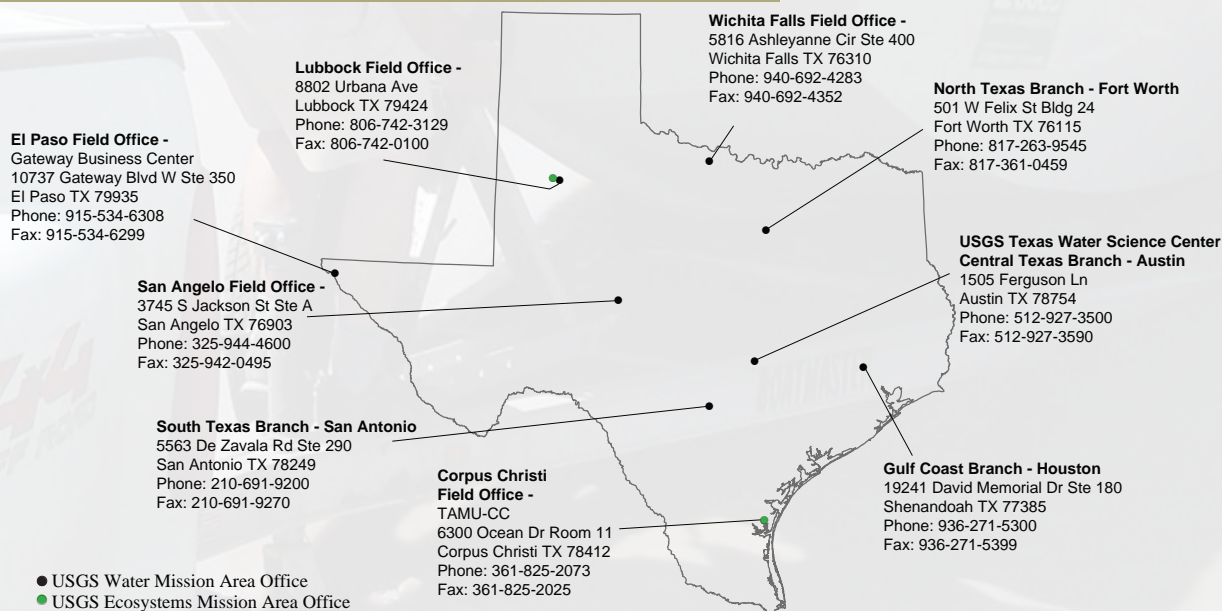 Wichita Falls Field Office -
5816 Ashleyanne Cir Ste 400
Wichita Falls TX 76310
Phone: 940-692-4283
Fax: 940-692-4352
Lubbock Field Office -
8802 Urbana Ave
Lubbock TX 79424
Phone: 806-742-3129
Fax: 806-742-0100
North Texas Branch - Fort Worth
501 W Felix St Bldg 24
Fort Worth TX 76115
Phone: 817-263-9545
Fax: 817-361-0459
El Paso Field Office -
Gateway Business Center
10737 Gateway Blvd W Ste 350
El Paso TX 79935
Phone: 915-534-6308
Fax: 915-534-6299
USGS Texas Water Science Center
Central Texas Branch - Austin
1505 Ferguson Ln
Austin TX 78754
Phone: 512-927-3500
Fax: 512-927-3590
San Angelo Field Office -
3745 S Jackson St Ste A
San Angelo TX 76903
Phone: 325-944-4600
Fax: 325-942-0495
South Texas Branch - San Antonio
5563 De Zavala Rd Ste 290
San Antonio TX 78249
Phone: 210-691-9200
Fax: 210-691-9270
Corpus Christi
Field Office -
TAMU-CC
6300 Ocean Dr Room 11
Corpus Christi TX 78412
Phone: 361-825-2073
Fax: 361-825-2025
Gulf Coast Branch - Houston
19241 David Memorial Dr Ste 180
Shenandoah TX 77385
Phone: 936-271-5300
Fax: 936-271-5399
USGS Water Mission Area Office
USGS Ecosystems Mission Area Office